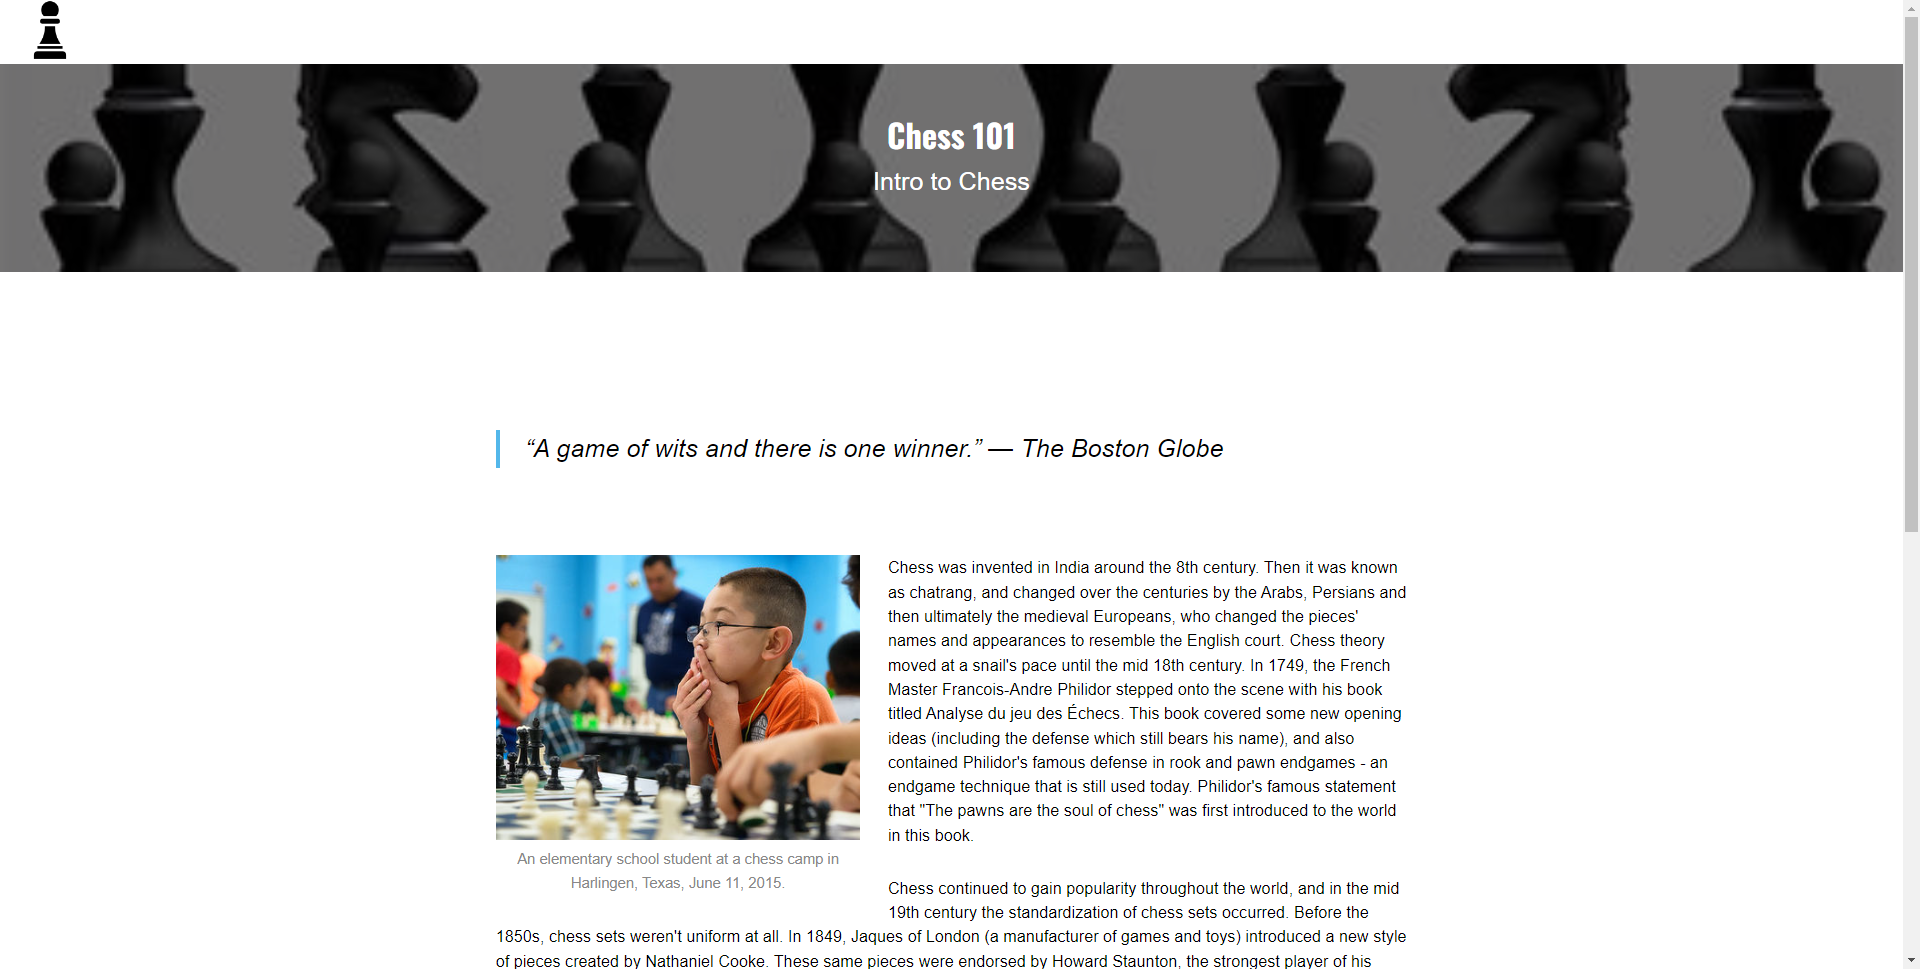 Chess 101
Intro to Chess
“A game of wits and there is one winner.” — The Boston Globe
Chess was invented in India around the 8th century. Then it was known
as chatrang, and changed over the centuries by the Arabs, Persians and
then ultimately the medieval Europeans, who changed the pieces'
names and appearances to resemble the English court. Chess theory
moved at a snail's pace until the mid 18th century. In 1749, the French
Master Francois-Andre Philidor stepped onto the scene with his book
titled Analyse du jeu des Échecs. This book covered some new opening
ideas (including the defense which still bears his name), and also
contained Philidor's famous defense in rook and pawn endgames - an
endgame technique that is still used today. Philidor's famous statement
that "The pawns are the soul of chess" was first introduced to the world
in this book.
An elementary school student at a chess camp in
Harlingen, Texas, June 11, 2015.
Chess continued to gain popularity throughout the world, and in the mid
19th century the standardization of chess sets occurred. Before the
1850s, chess sets weren't uniform at all. In 1849, Jaques of London (a manufacturer of games and toys) introduced a new style
of pieces created by Nathaniel Cooke. These same pieces were endorsed by Howard Staunton, the strongest player of his